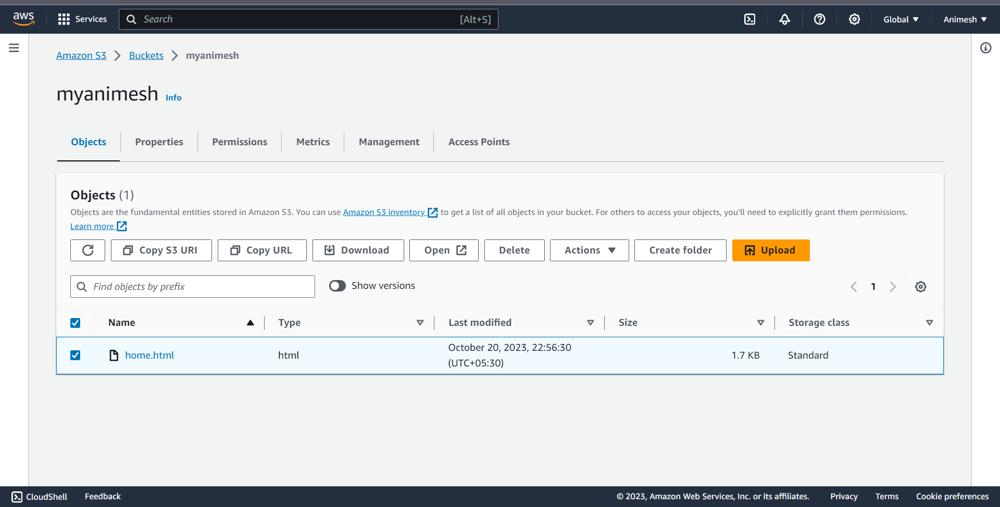 aws Services Search [Alt+S] Global Animesh
Amazon S3 Buckets myanimesh
myanimesh Info
Objects Properties Permissions Metrics Management Access Points
Objects (1)
Objects are the fundamental entities stored in Amazon S3. You can use Amazon S3 inventory to get a list of all objects in your bucket. For others to access your objects, you’ll need to explicitly grant them permissions.
Learn more
Copy S3 URI Copy URL Download Open Delete Actions Create folder Upload
Find objects by prefix Show versions 1
Name Type Last modified Size Storage class
home.html html October 20, 2023, 22:56:30 1.7 KB Standard
(UTC+05:30)
CloudShell Feedback © 2023, Amazon Web Services, Inc. or its affiliates. Privacy Terms Cookie preferences